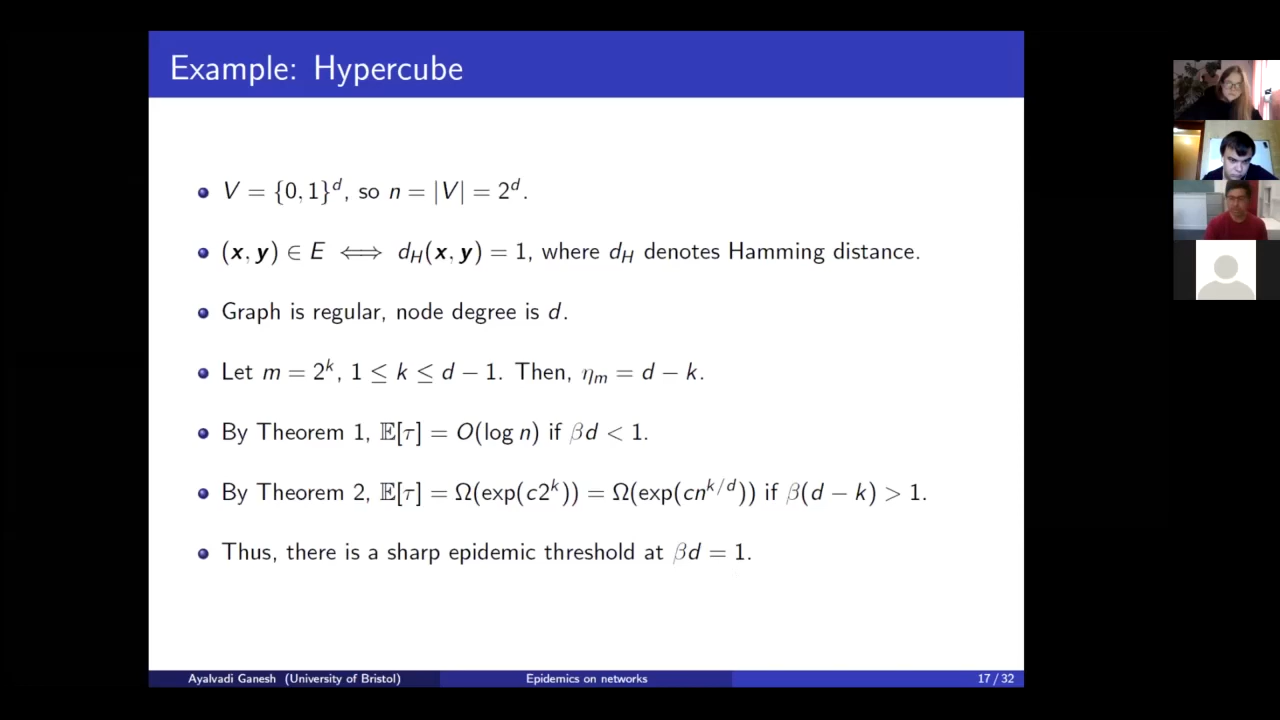 Example: Hypercube
V = {0, 1}^d, so n = |V| = 2^d.
(x, y) ∈ E ⟺ d_H(x, y) = 1, where d_H denotes Hamming distance.
Graph is regular, node degree is d.
Let m = 2^k, 1 ≤ k ≤ d − 1. Then, η_m = d − k.
By Theorem 1, 𝔼[τ] = O(log n) if βd < 1.
By Theorem 2, 𝔼[τ] = Ω(exp(c2^k)) = Ω(exp(cn^{k/d})) if β(d − k) > 1.
Thus, there is a sharp epidemic threshold at βd = 1.
Ayalvadi Ganesh (University of Bristol) Epidemics on networks 17 / 32